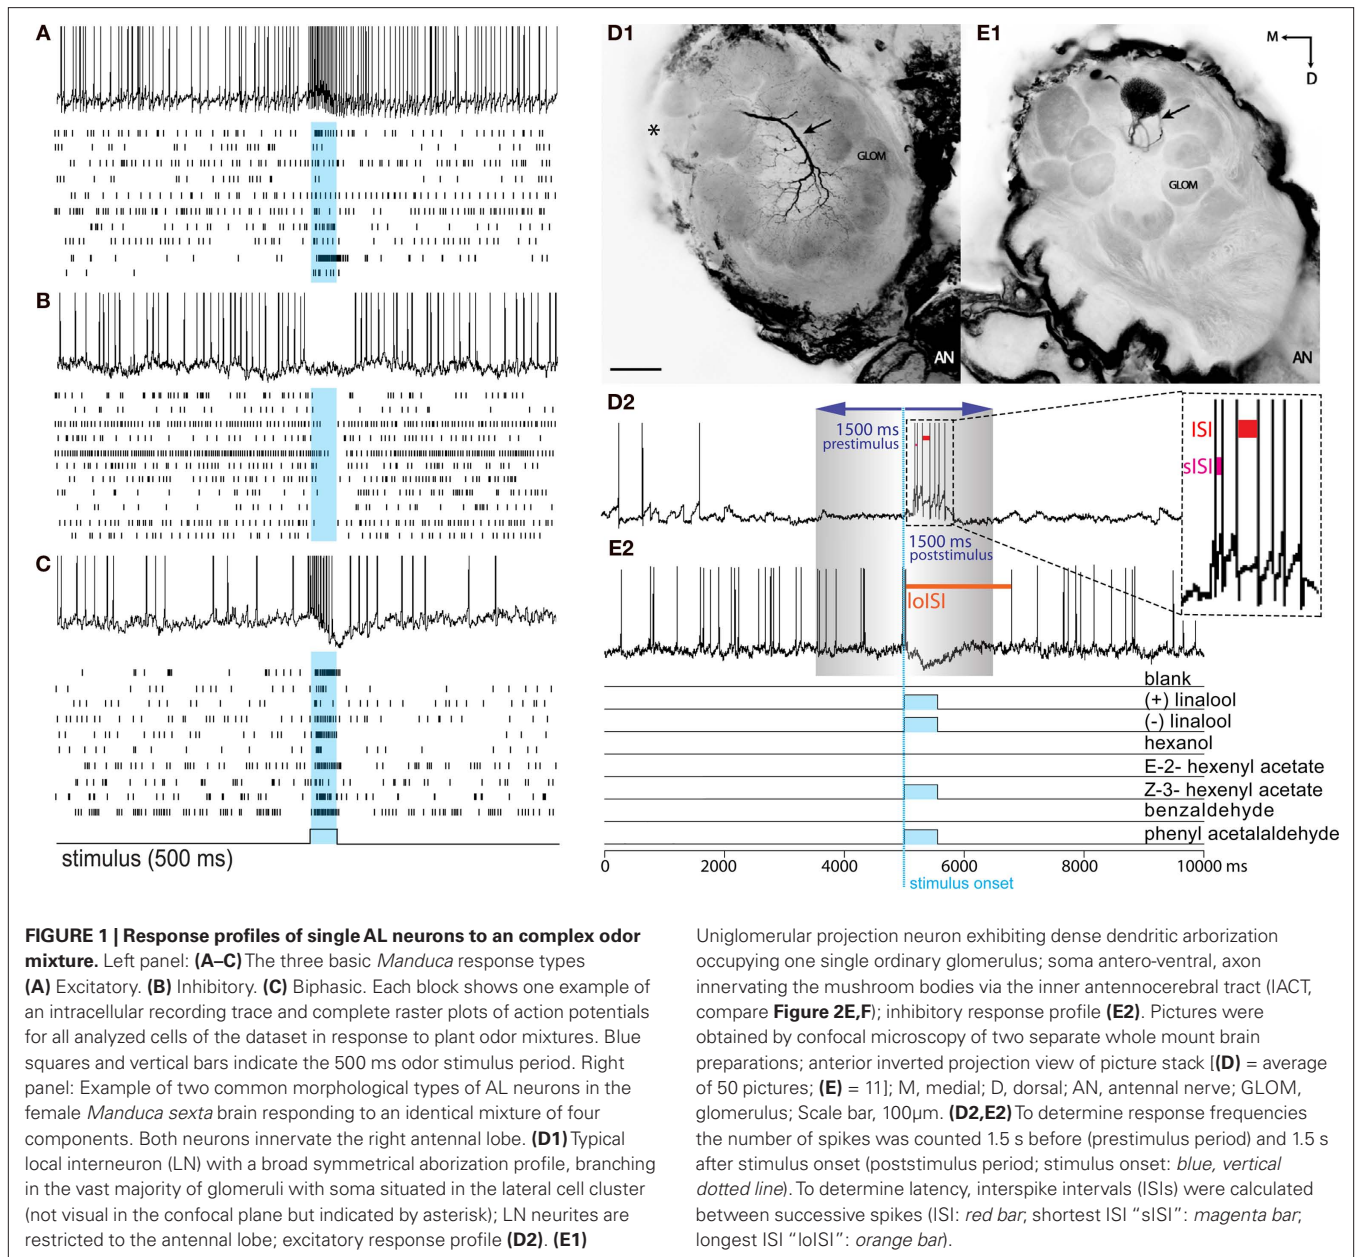 A
B
C
stimulus (500 ms)
D1
*
GLOM
AN
E1
M
D
GLOM
AN
D2
1500 ms
prestimulus
1500 ms
poststimulus
ISI
sISI
E2
loISI
blank
(+) linalool
(-) linalool
hexanol
E-2- hexenyl acetate
Z-3- hexenyl acetate
benzaldehyde
phenyl acetalaldehyde
0 2000 4000 6000 8000 10000 ms
stimulus onset
FIGURE 1 | Response profiles of single AL neurons to an complex odor
mixture. Left panel: (A–C) The three basic Manduca response types
(A) Excitatory. (B) Inhibitory. (C) Biphasic. Each block shows one example of
an intracellular recording trace and complete raster plots of action potentials
for all analyzed cells of the dataset in response to plant odor mixtures. Blue
squares and vertical bars indicate the 500 ms odor stimulus period. Right
panel: Example of two common morphological types of AL neurons in the
female Manduca sexta brain responding to an identical mixture of four
components. Both neurons innervate the right antennal lobe. (D1) Typical
local interneuron (LN) with a broad symmetrical aborization profile, branching
in the vast majority of glomeruli with soma situated in the lateral cell cluster
(not visual in the confocal plane but indicated by asterisk); LN neurites are
restricted to the antennal lobe; excitatory response profile (D2). (E1)
Uniglomerular projection neuron exhibiting dense dendritic arborization
occupying one single ordinary glomerulus; soma antero-ventral, axon
innervating the mushroom bodies via the inner antennocerebral tract (IACT,
compare Figure 2E,F); inhibitory response profile (E2). Pictures were
obtained by confocal microscopy of two separate whole mount brain
preparations; anterior inverted projection view of picture stack [(D) = average
of 50 pictures; (E) = 11]; M, medial; D, dorsal; AN, antennal nerve; GLOM,
glomerulus; Scale bar, 100µm. (D2,E2) To determine response frequencies
the number of spikes was counted 1.5 s before (prestimulus period) and 1.5 s
after stimulus onset (poststimulus period; stimulus onset: blue, vertical
dotted line). To determine latency, interspike intervals (ISIs) were calculated
between successive spikes (ISI: red bar; shortest ISI “sISI”: magenta bar;
longest ISI “loISI”: orange bar).